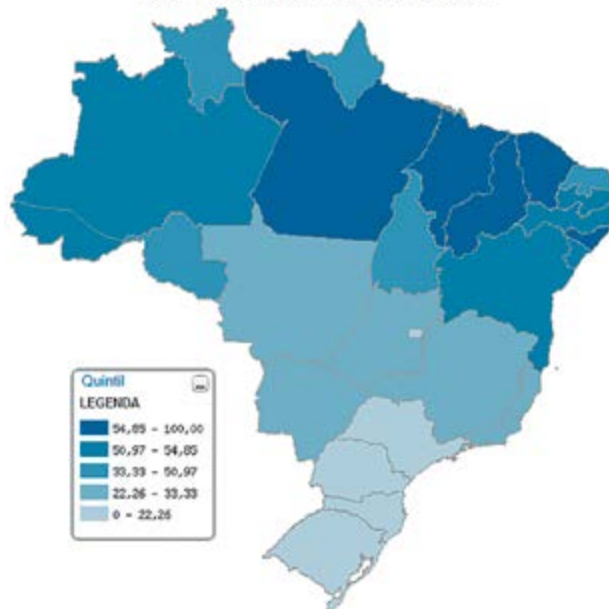 Quintil
LEGENDA
54,85 - 100,00
50,97 - 54,85
33,33 - 50,97
22,26 - 33,33
0 - 22,26